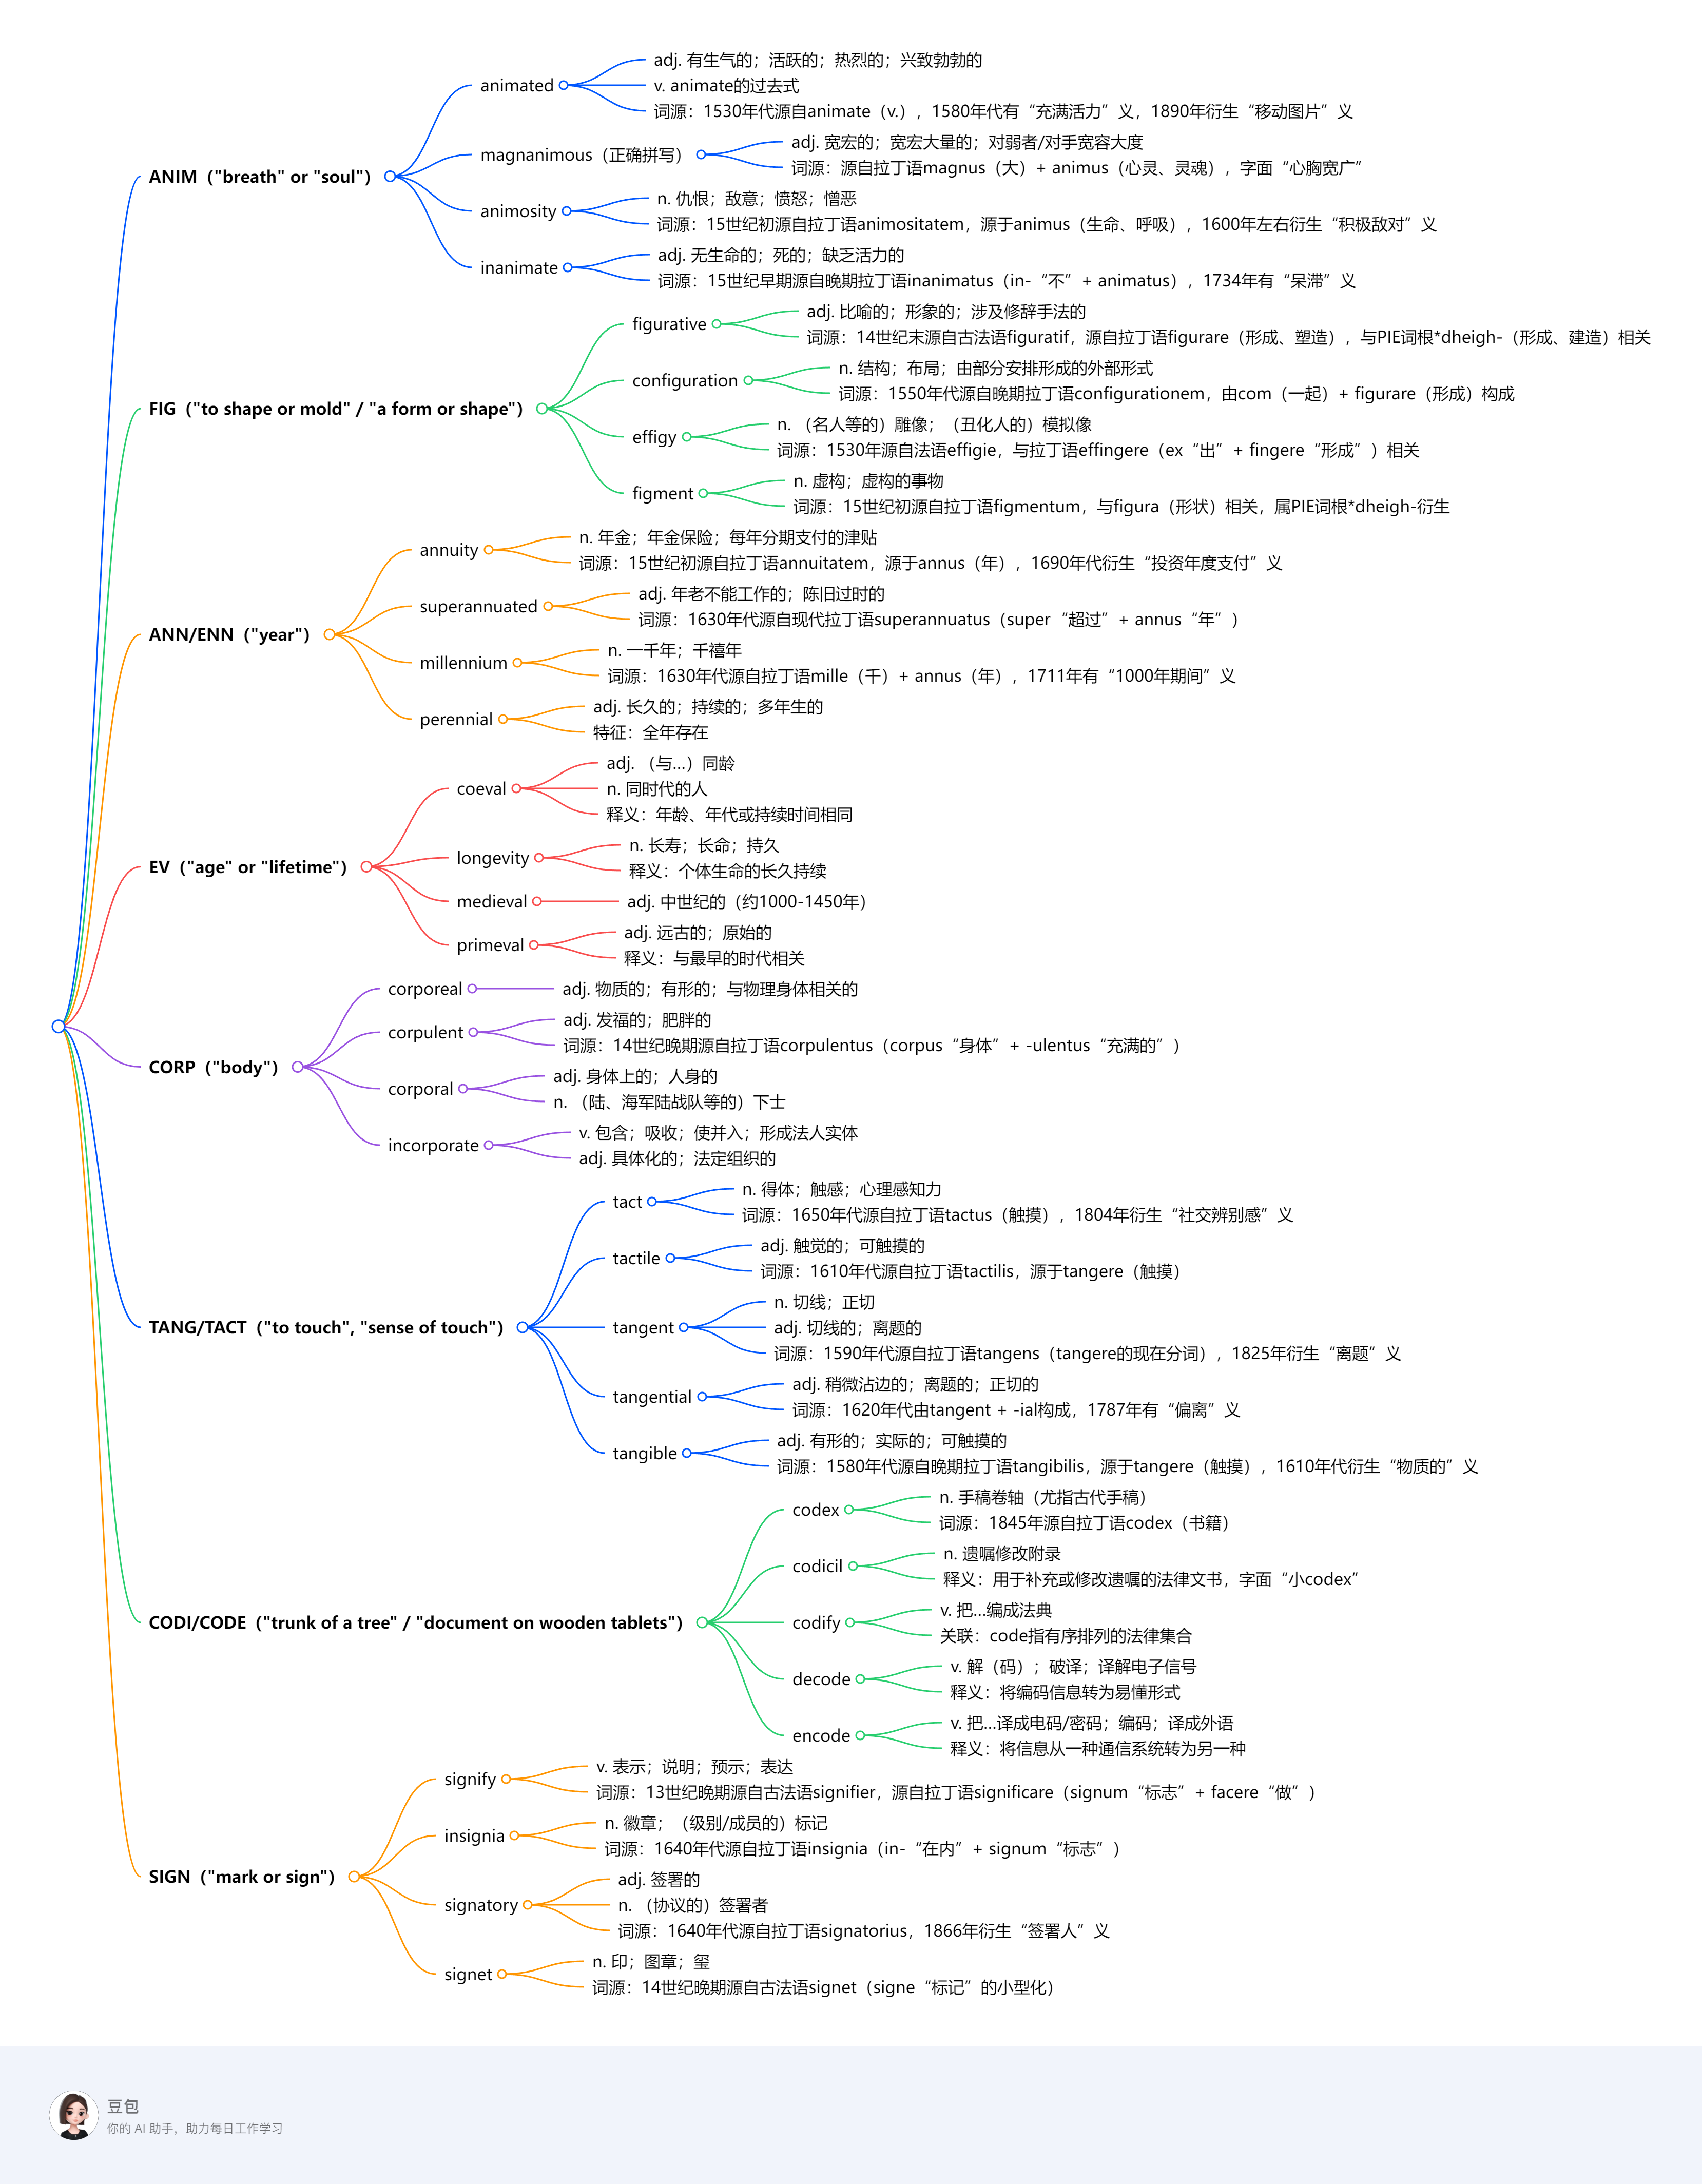 ANIM（"breath" or "soul"）
animated
adj. 有生气的；活跃的；热烈的；兴致勃勃的
v. animate的过去式
词源：1530年代源自animate（v.），1580年代有“充满活力”义，1890年衍生“移动图片”义
magnanimous（正确拼写）
adj. 宽宏的；宽宏大量的；对弱者/对手宽容大度
词源：源自拉丁语magnus（大）+ animus（心灵、灵魂），字面“心胸宽广”
animosity
n. 仇恨；敌意；愤怒；憎恶
词源：15世纪初源自拉丁语animositatem，源于animus（生命、呼吸），1600年左右衍生“积极敌对”义
inanimate
adj. 无生命的；死的；缺乏活力的
词源：15世纪早期源自晚期拉丁语inanimatus（in-“不”+ animatus），1734年有“呆滞”义
FIG（"to shape or mold" / "a form or shape"）
figurative
adj. 比喻的；形象的；涉及修辞手法的
词源：14世纪末源自古法语figuratif，源自拉丁语figurare（形成、塑造），与PIE词根*dheigh-（形成、建造）相关
configuration
n. 结构；布局；由部分安排形成的外部形式
词源：1550年代源自晚期拉丁语configurationem，由com（一起）+ figurare（形成）构成
effigy
n. （名人等的）雕像；（丑化人的）模拟像
词源：1530年源自法语effigie，与拉丁语effingere（ex“出”+ fingere“形成”）相关
figment
n. 虚构；虚构的事物
词源：15世纪初源自拉丁语figmentum，与figura（形状）相关，属PIE词根*dheigh-衍生
ANN/ENN（"year"）
annuity
n. 年金；年金保险；每年分期支付的津贴
词源：15世纪初源自拉丁语annuitatem，源于annus（年），1690年代衍生“投资年度支付”义
superannuated
adj. 年老不能工作的；陈旧过时的
词源：1630年代源自现代拉丁语superannuatus（super“超过”+ annus“年”）
millennium
n. 一千年；千禧年
词源：1630年代源自拉丁语mille（千）+ annus（年），1711年有“1000年期间”义
perennial
adj. 长久的；持续的；多年生的
特征：全年存在
EV（"age" or "lifetime"）
coeval
adj. （与...）同龄
n. 同时代的人
释义：年龄、年代或持续时间相同
longevity
n. 长寿；长命；持久
释义：个体生命的长久持续
medieval
adj. 中世纪的（约1000-1450年）
primeval
adj. 远古的；原始的
释义：与最早的时代相关
CORP（"body"）
corporeal
adj. 物质的；有形的；与物理身体相关的
corpulent
adj. 发福的；肥胖的
词源：14世纪晚期源自拉丁语corpulentus（corpus“身体”+ -ulentus“充满的”）
corporal
adj. 身体上的；人身的
n. （陆、海军陆战队等的）下士
incorporate
v. 包含；吸收；使并入；形成法人实体
adj. 具体化的；法定组织的
TANG/TACT（"to touch", "sense of touch"）
tact
n. 得体；触感；心理感知力
词源：1650年代源自拉丁语tactus（触摸），1804年衍生“社交辨别感”义
tactile
adj. 触觉的；可触摸的
词源：1610年代源自拉丁语tactilis，源于tangere（触摸）
tangent
n. 切线；正切
adj. 切线的；离题的
词源：1590年代源自拉丁语tangens（tangere的现在分词），1825年衍生“离题”义
tangential
adj. 稍微沾边的；离题的；正切的
词源：1620年代由tangent + -ial构成，1787年有“偏离”义
tangible
adj. 有形的；实际的；可触摸的
词源：1580年代源自晚期拉丁语tangibilis，源于tangere（触摸），1610年代衍生“物质的”义
CODI/CODE（"trunk of a tree" / "document on wooden tablets"）
codex
n. 手稿卷轴（尤指古代手稿）
词源：1845年源自拉丁语codex（书籍）
codicil
n. 遗嘱修改附录
释义：用于补充或修改遗嘱的法律文书，字面“小codex”
codify
v. 把...编成法典
关联：code指有序排列的法律集合
decode
v. 解（码）；破译；译解电子信号
释义：将编码信息转为易懂形式
encode
v. 把...译成电码/密码；编码；译成外语
释义：将信息从一种通信系统转为另一种
SIGN（"mark or sign"）
signify
v. 表示；说明；预示；表达
词源：13世纪晚期源自古法语signifier，源自拉丁语significare（signum“标志”+ facere“做”）
insignia
n. 徽章；（级别/成员的）标记
词源：1640年代源自拉丁语insignia（in-“在内”+ signum“标志”）
signatory
adj. 签署的
n. （协议的）签署者
词源：1640年代源自拉丁语signatorius，1866年衍生“签署人”义
signet
n. 印；图章；玺
词源：14世纪晚期源自古法语signet（signe“标记”的小型化）
豆包
你的 AI 助手，助力每日工作学习